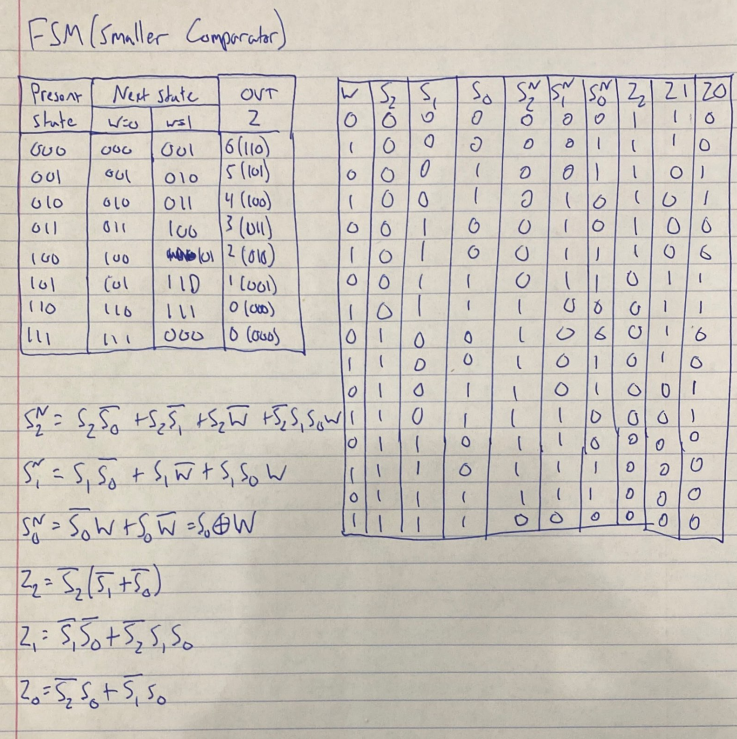 FSM (Smaller Comparator)
Present Next state OUT
state w=0 w=1 Z
000 000 001 6 (110)
001 001 010 5 (101)
010 010 011 4 (100)
011 011 100 3 (011)
100 100 101 2 (010)
101 101 110 1 (001)
110 110 111 0 (000)
111 111 000 0 (000)
W S₂ S₁ S₀ S₂ᴺ S₁ᴺ S₀ᴺ Z₂ Z1 Z0
0 0 0 0 0 0 0 1 1 0
1 0 0 0 0 0 1 1 1 0
0 0 0 1 0 0 1 1 0 1
1 0 0 1 0 1 0 1 0 1
0 0 1 0 0 1 0 1 0 0
1 0 1 0 0 1 1 1 0 0
0 0 1 1 0 1 1 0 1 1
1 0 1 1 1 0 0 0 1 1
0 1 0 0 1 0 0 0 1 0
1 1 0 0 1 0 1 0 1 0
0 1 0 1 1 0 1 0 0 1
1 1 0 1 1 1 0 0 0 1
0 1 1 0 1 1 0 0 0 0
1 1 1 0 1 1 1 0 0 0
0 1 1 1 1 1 1 0 0 0
1 1 1 1 0 0 0 0 0 0
S₂ᴺ = S₂S̅₀ + S₂S̅₁ + S₂W̅ + S̅₂S₁S₀W
S₁ᴺ = S₁S̅₀ + S₁W̅ + S₁S₀W
S₀ᴺ = S̅₀W + S₀W̅ = S₀⊕W
Z₂ = S̅₂(S̅₁ + S̅₀)
Z₁ = S̅₁S̅₀ + S̅₂S₁S₀
Z₀ = S̅₂S₀ + S̅₁S₀